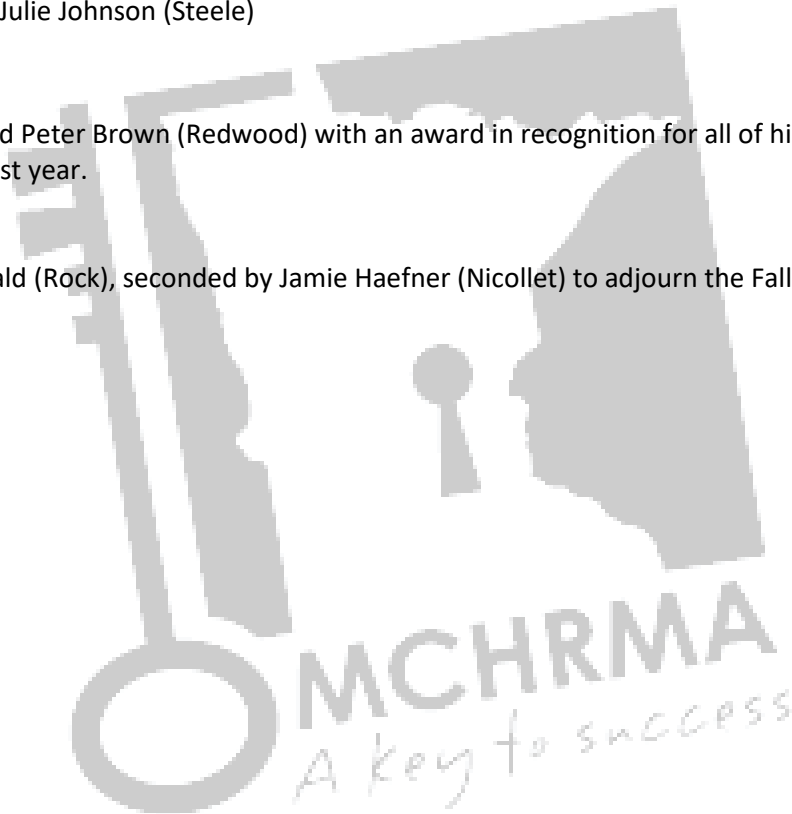 Julie Johnson (Steele)
d Peter Brown (Redwood) with an award in recognition for all of hi
st year.
ald (Rock), seconded by Jamie Haefner (Nicollet) to adjourn the Fall
MCHRMA
A key to success